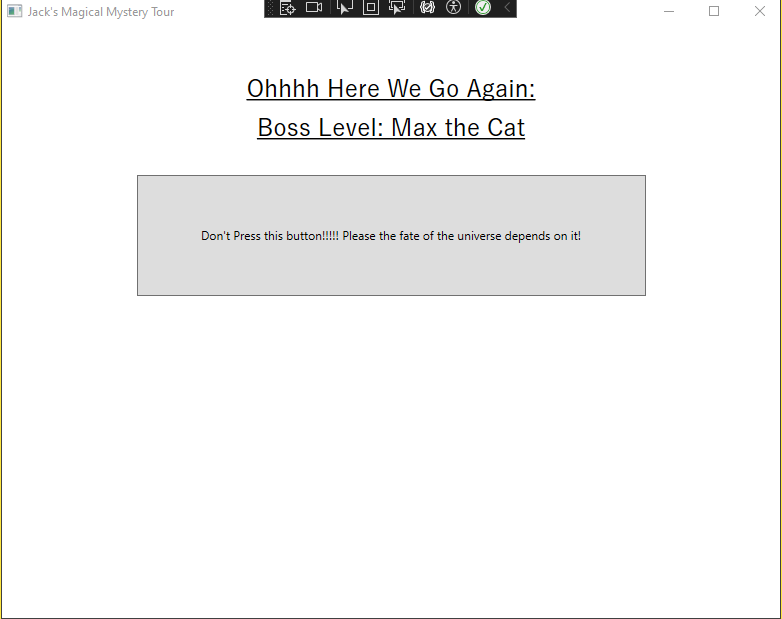 Jack's Magical Mystery Tour
Ohhhh Here We Go Again:
Boss Level: Max the Cat
Don't Press this button!!!!! Please the fate of the universe depends on it!